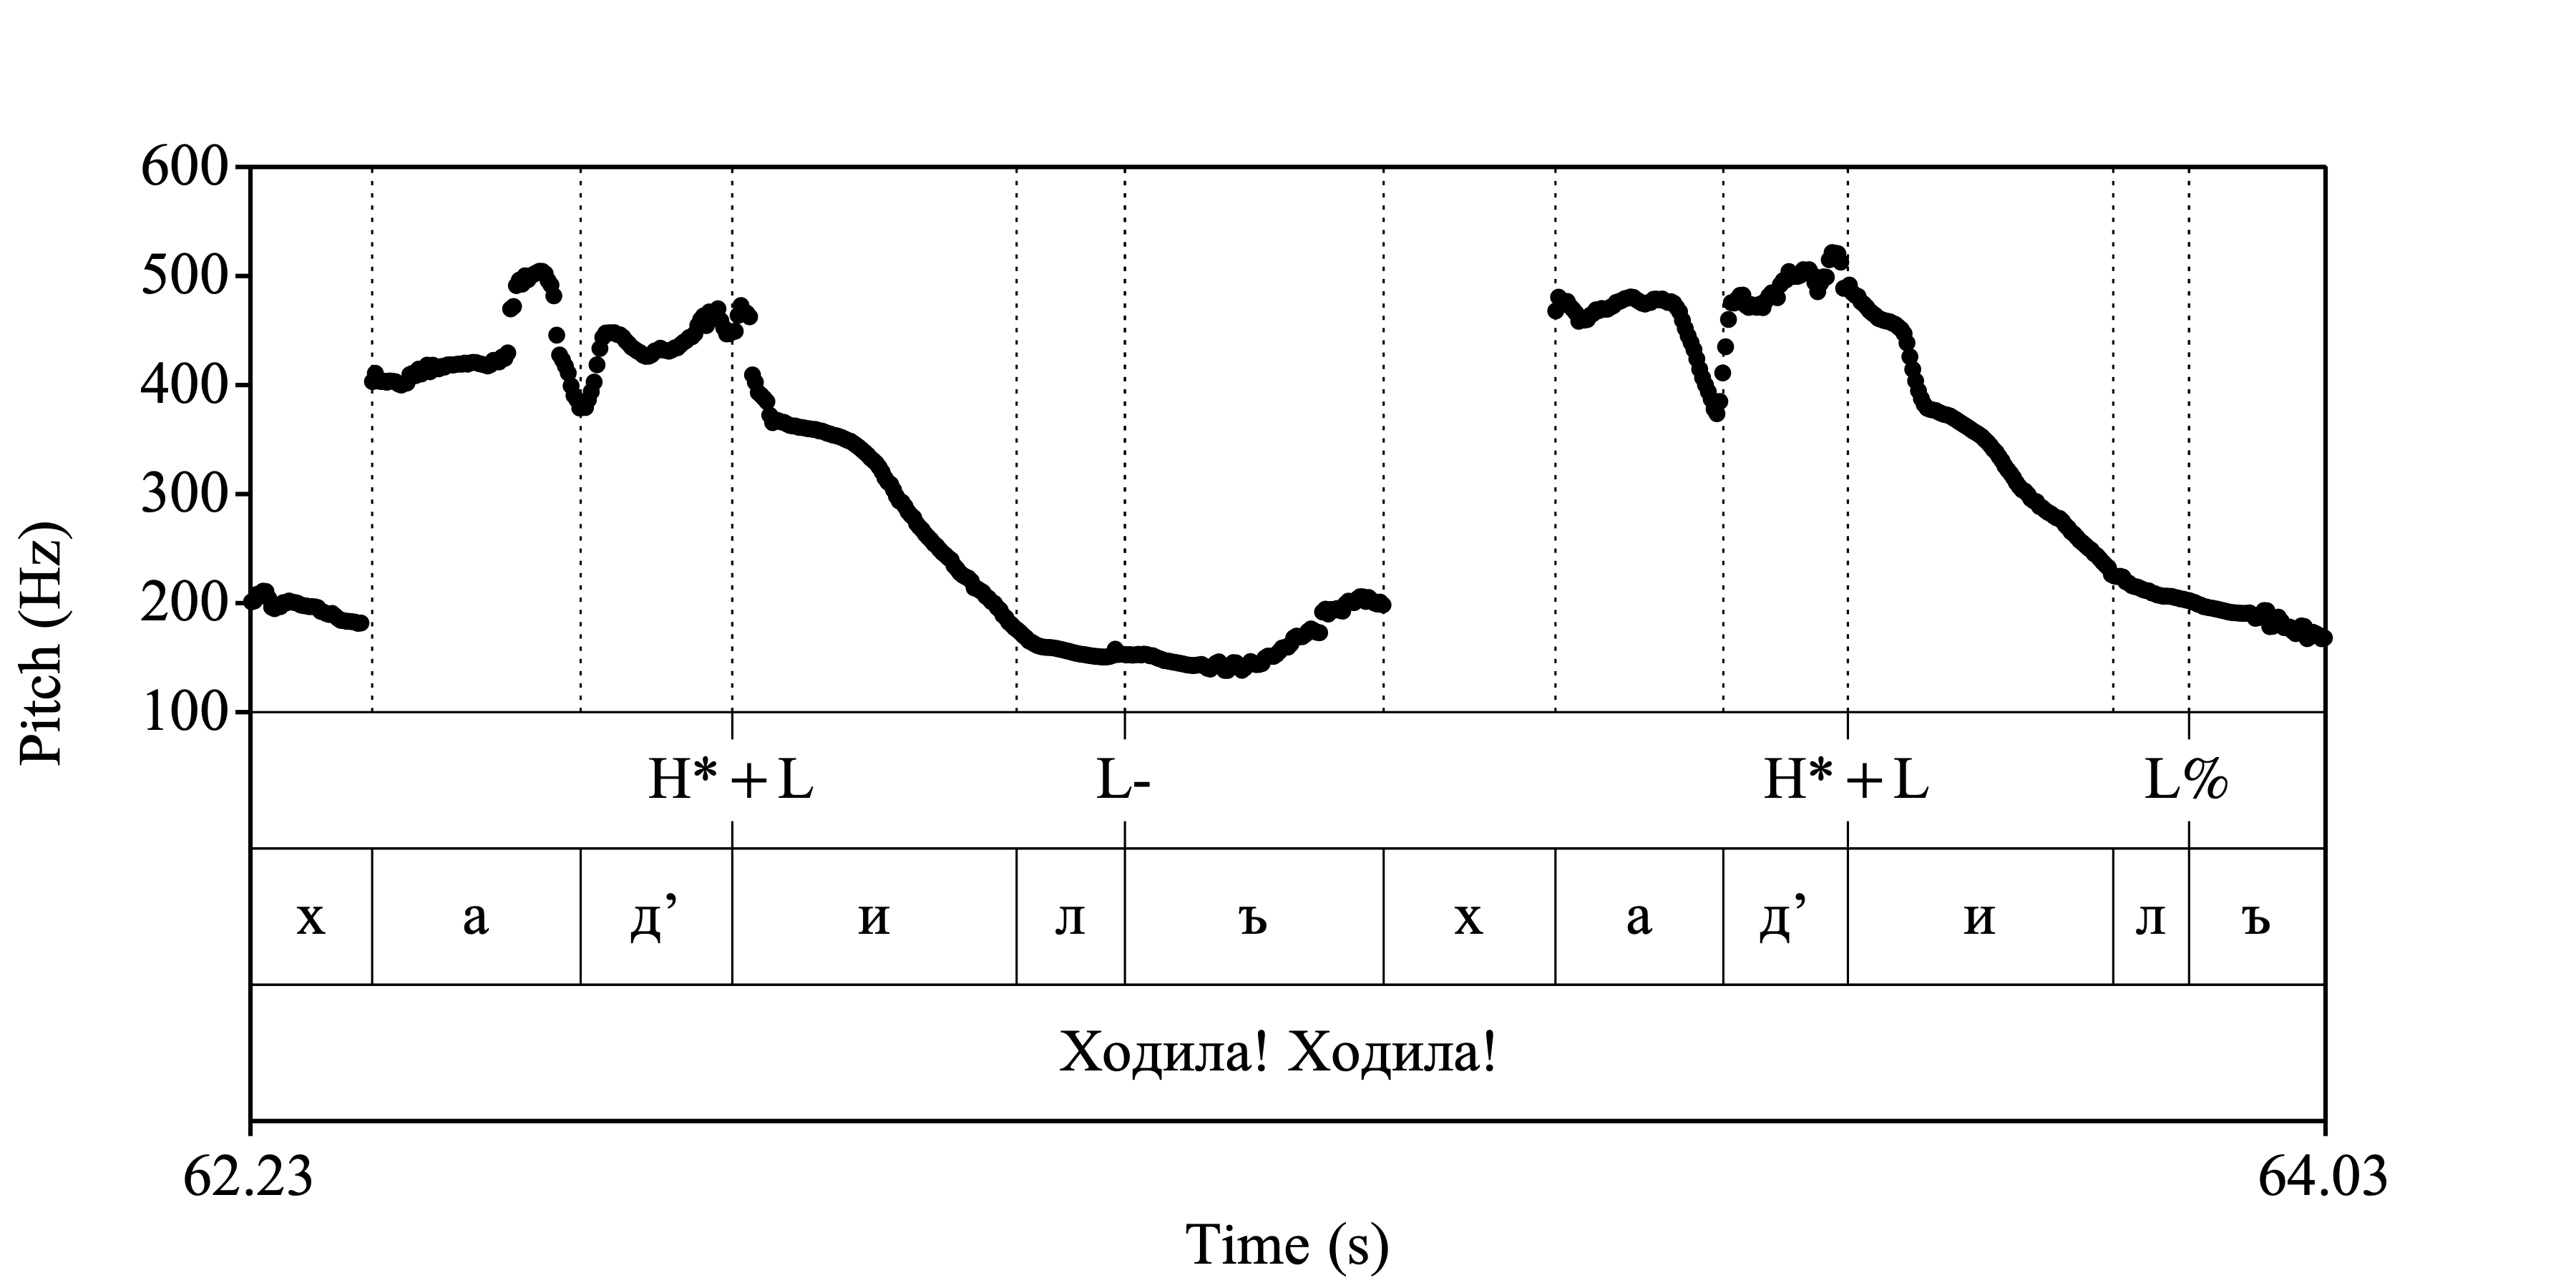 600
500
400
300
200
100
Pitch (Hz)
H* + L L- H* + L L%
х а д’ и л ъ х а д’ и л ъ
Ходила! Ходила!
62.23 64.03
Time (s)